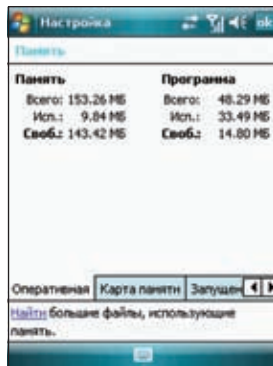 Настройка ok
Память
Память Программа
Всего: 153.26 МБ Всего: 48.29 МБ
Исп.: 9.84 МБ Исп.: 33.49 МБ
Своб.: 143.42 МБ Своб.: 14.80 МБ
Оперативная Карта памяти Запущен
Найти большие файлы, использующие
память.